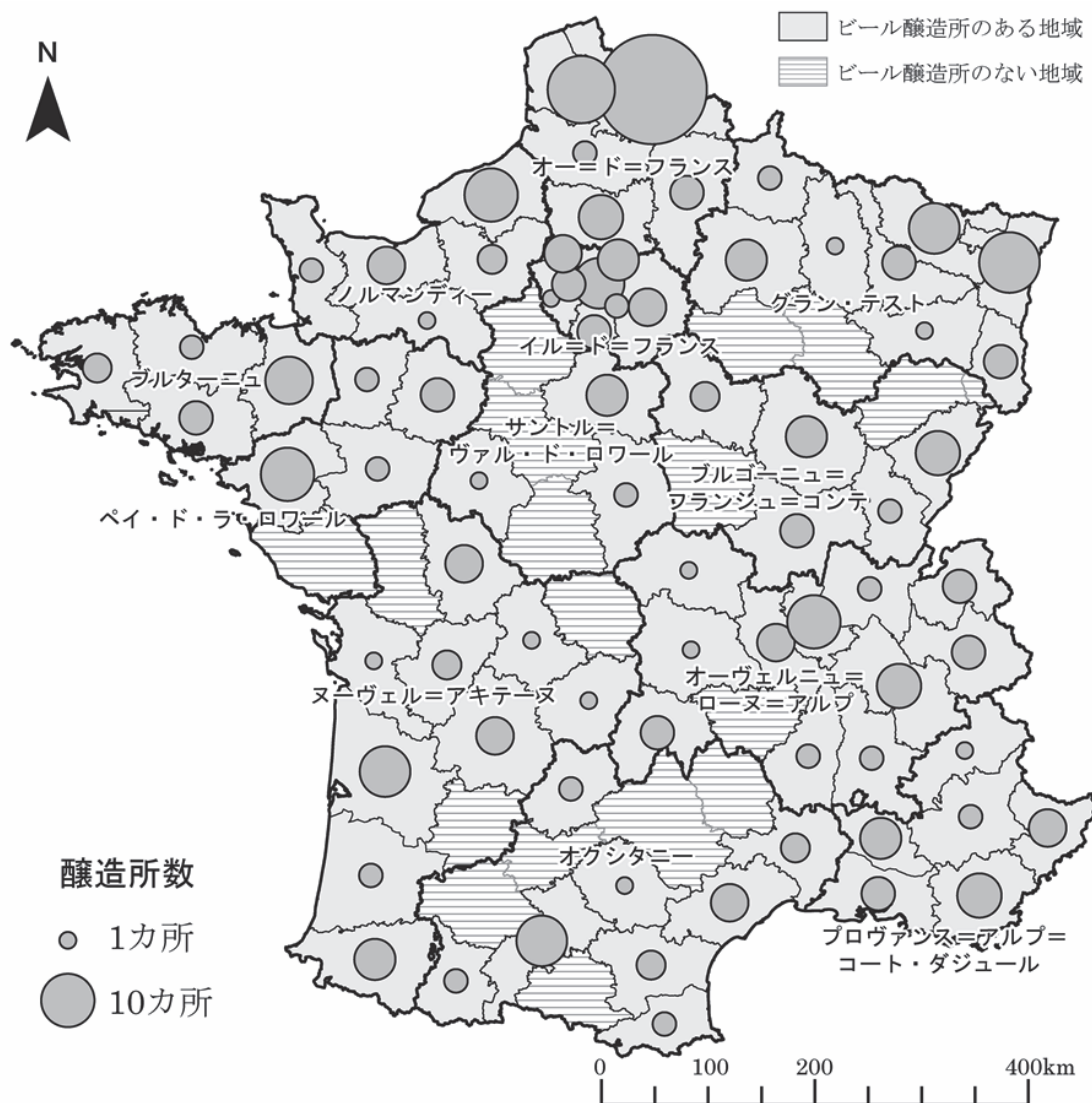 ビール醸造所のある地域
ビール醸造所のない地域
N
オー＝ド＝フランス
ノルマンディー
グラン・テスト
イル＝ド＝フランス
ブルターニュ
サントル＝
ヴァル・ド・ロワール
ブルゴーニュ＝
フランシュ＝コンテ
ペイ・ド・ラ・ロワール
オーヴェルニュ＝
ローヌ＝アルプ
ヌーヴェル＝アキテーヌ
オクシタニー
プロヴァンス＝アルプ＝
コート・ダジュール
醸造所数
1カ所
10カ所
0 100 200 400km